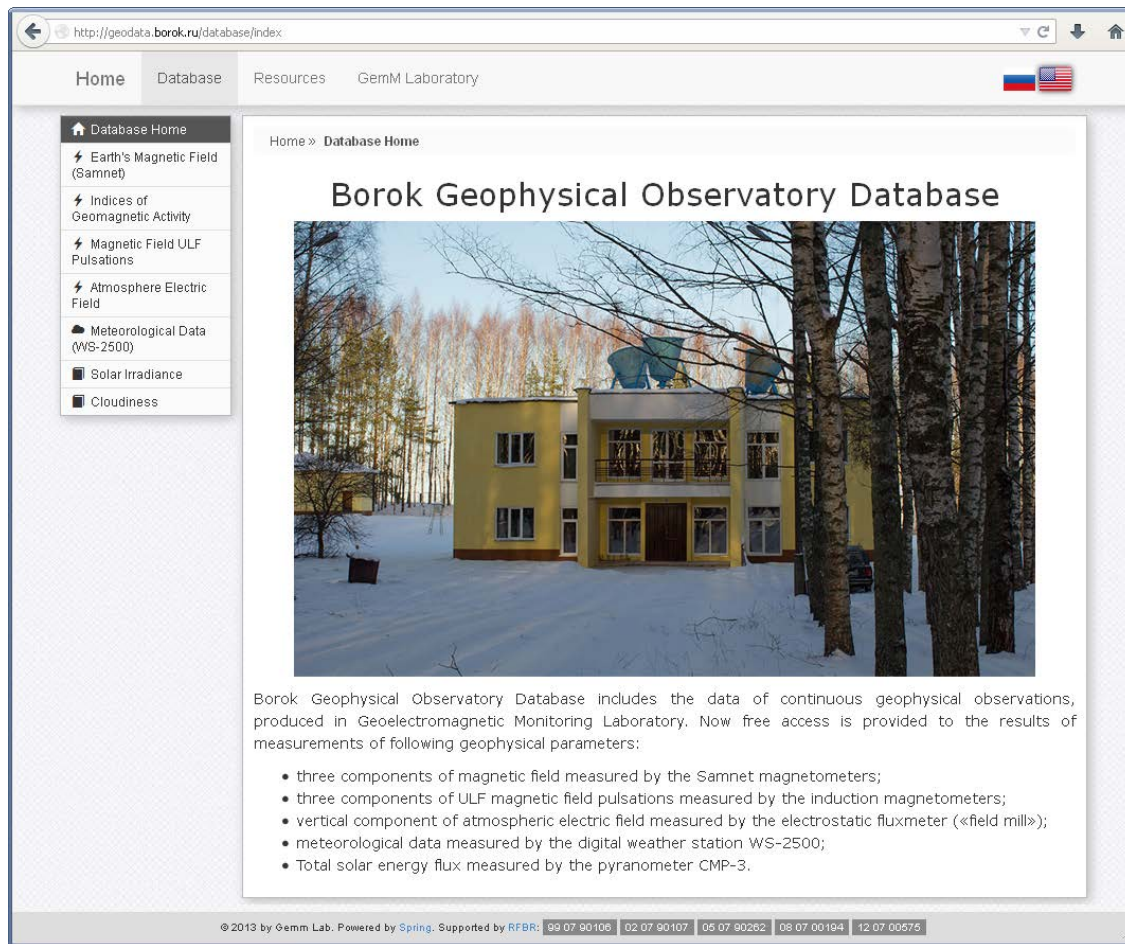 http://geodata.borok.ru/database/index
Home Database Resources GemM Laboratory
Database Home
Earth's Magnetic Field
(Samnet)
Indices of
Geomagnetic Activity
Magnetic Field ULF
Pulsations
Atmosphere Electric
Field
Meteorological Data
(WS-2500)
Solar Irradiance
Cloudiness
Home » Database Home
Borok Geophysical Observatory Database
Borok Geophysical Observatory Database includes the data of continuous geophysical observations,
produced in Geoelectromagnetic Monitoring Laboratory. Now free access is provided to the results of
measurements of following geophysical parameters:
• three components of magnetic field measured by the Samnet magnetometers;
• three components of ULF magnetic field pulsations measured by the induction magnetometers;
• vertical component of atmospheric electric field measured by the electrostatic fluxmeter («field mill»);
• meteorological data measured by the digital weather station WS-2500;
• Total solar energy flux measured by the pyranometer CMP-3.
© 2013 by Gemm Lab. Powered by Spring. Supported by RFBR: 99 07 90106 02 07 90107 05 07 90262 08 07 00194 12 07 00575